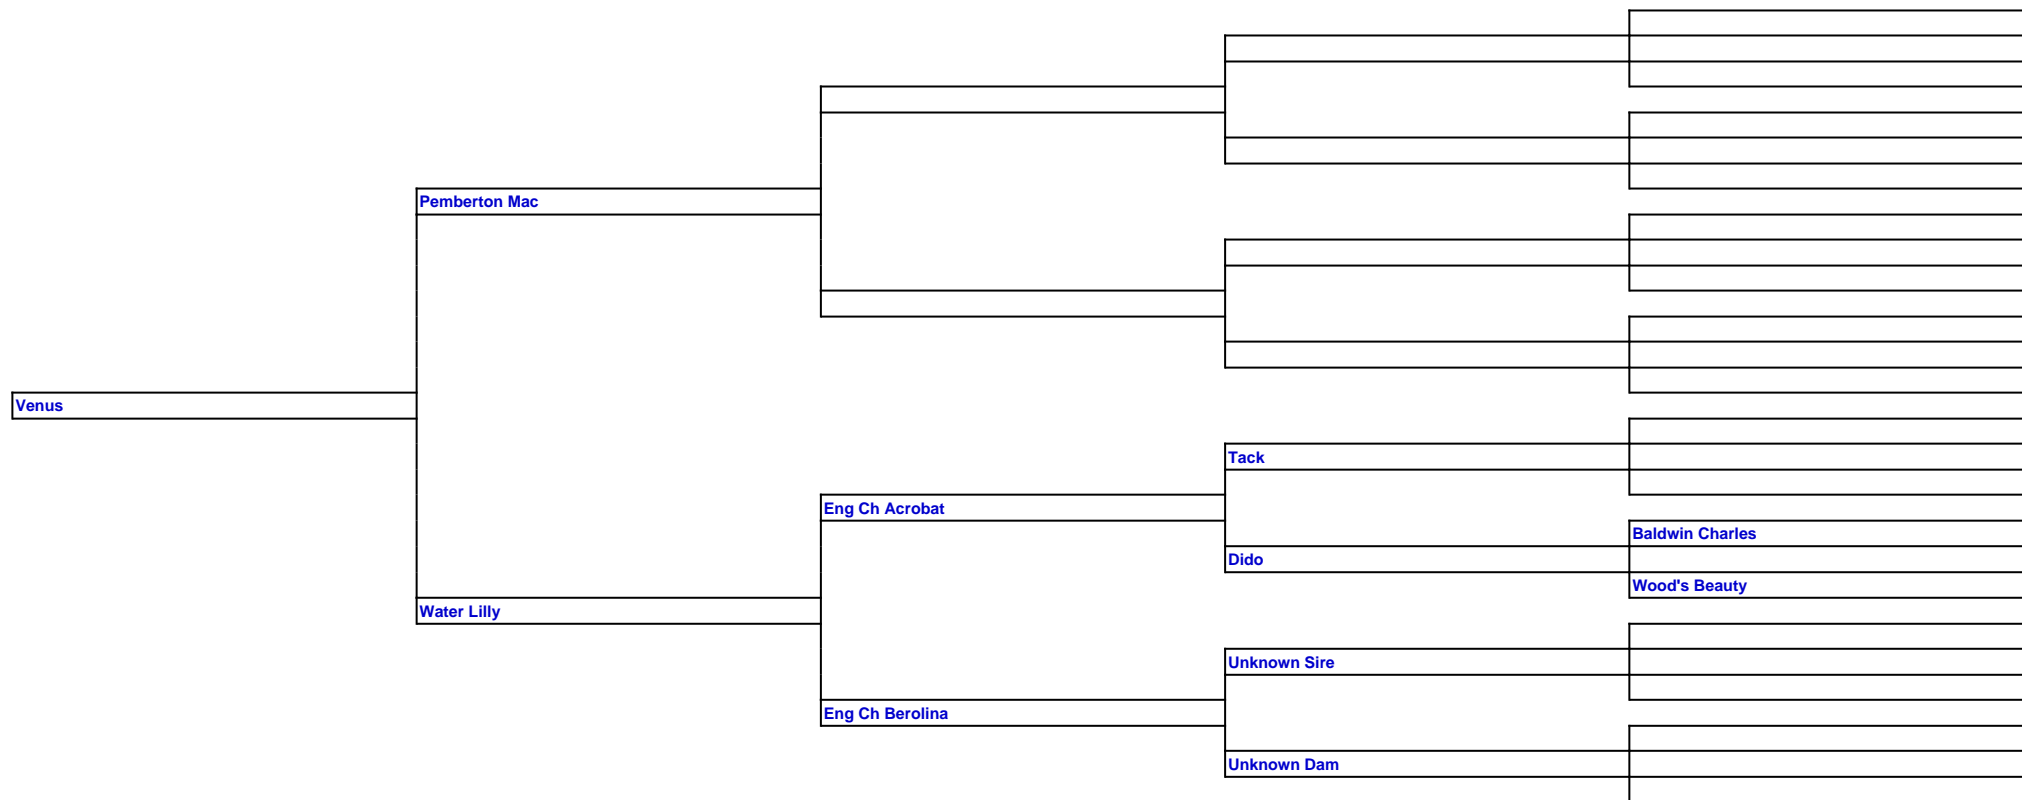 Pemberton Mac
Venus
Tack
Eng Ch Acrobat
Baldwin Charles
Dido
Wood's Beauty
Water Lilly
Unknown Sire
Eng Ch Berolina
Unknown Dam